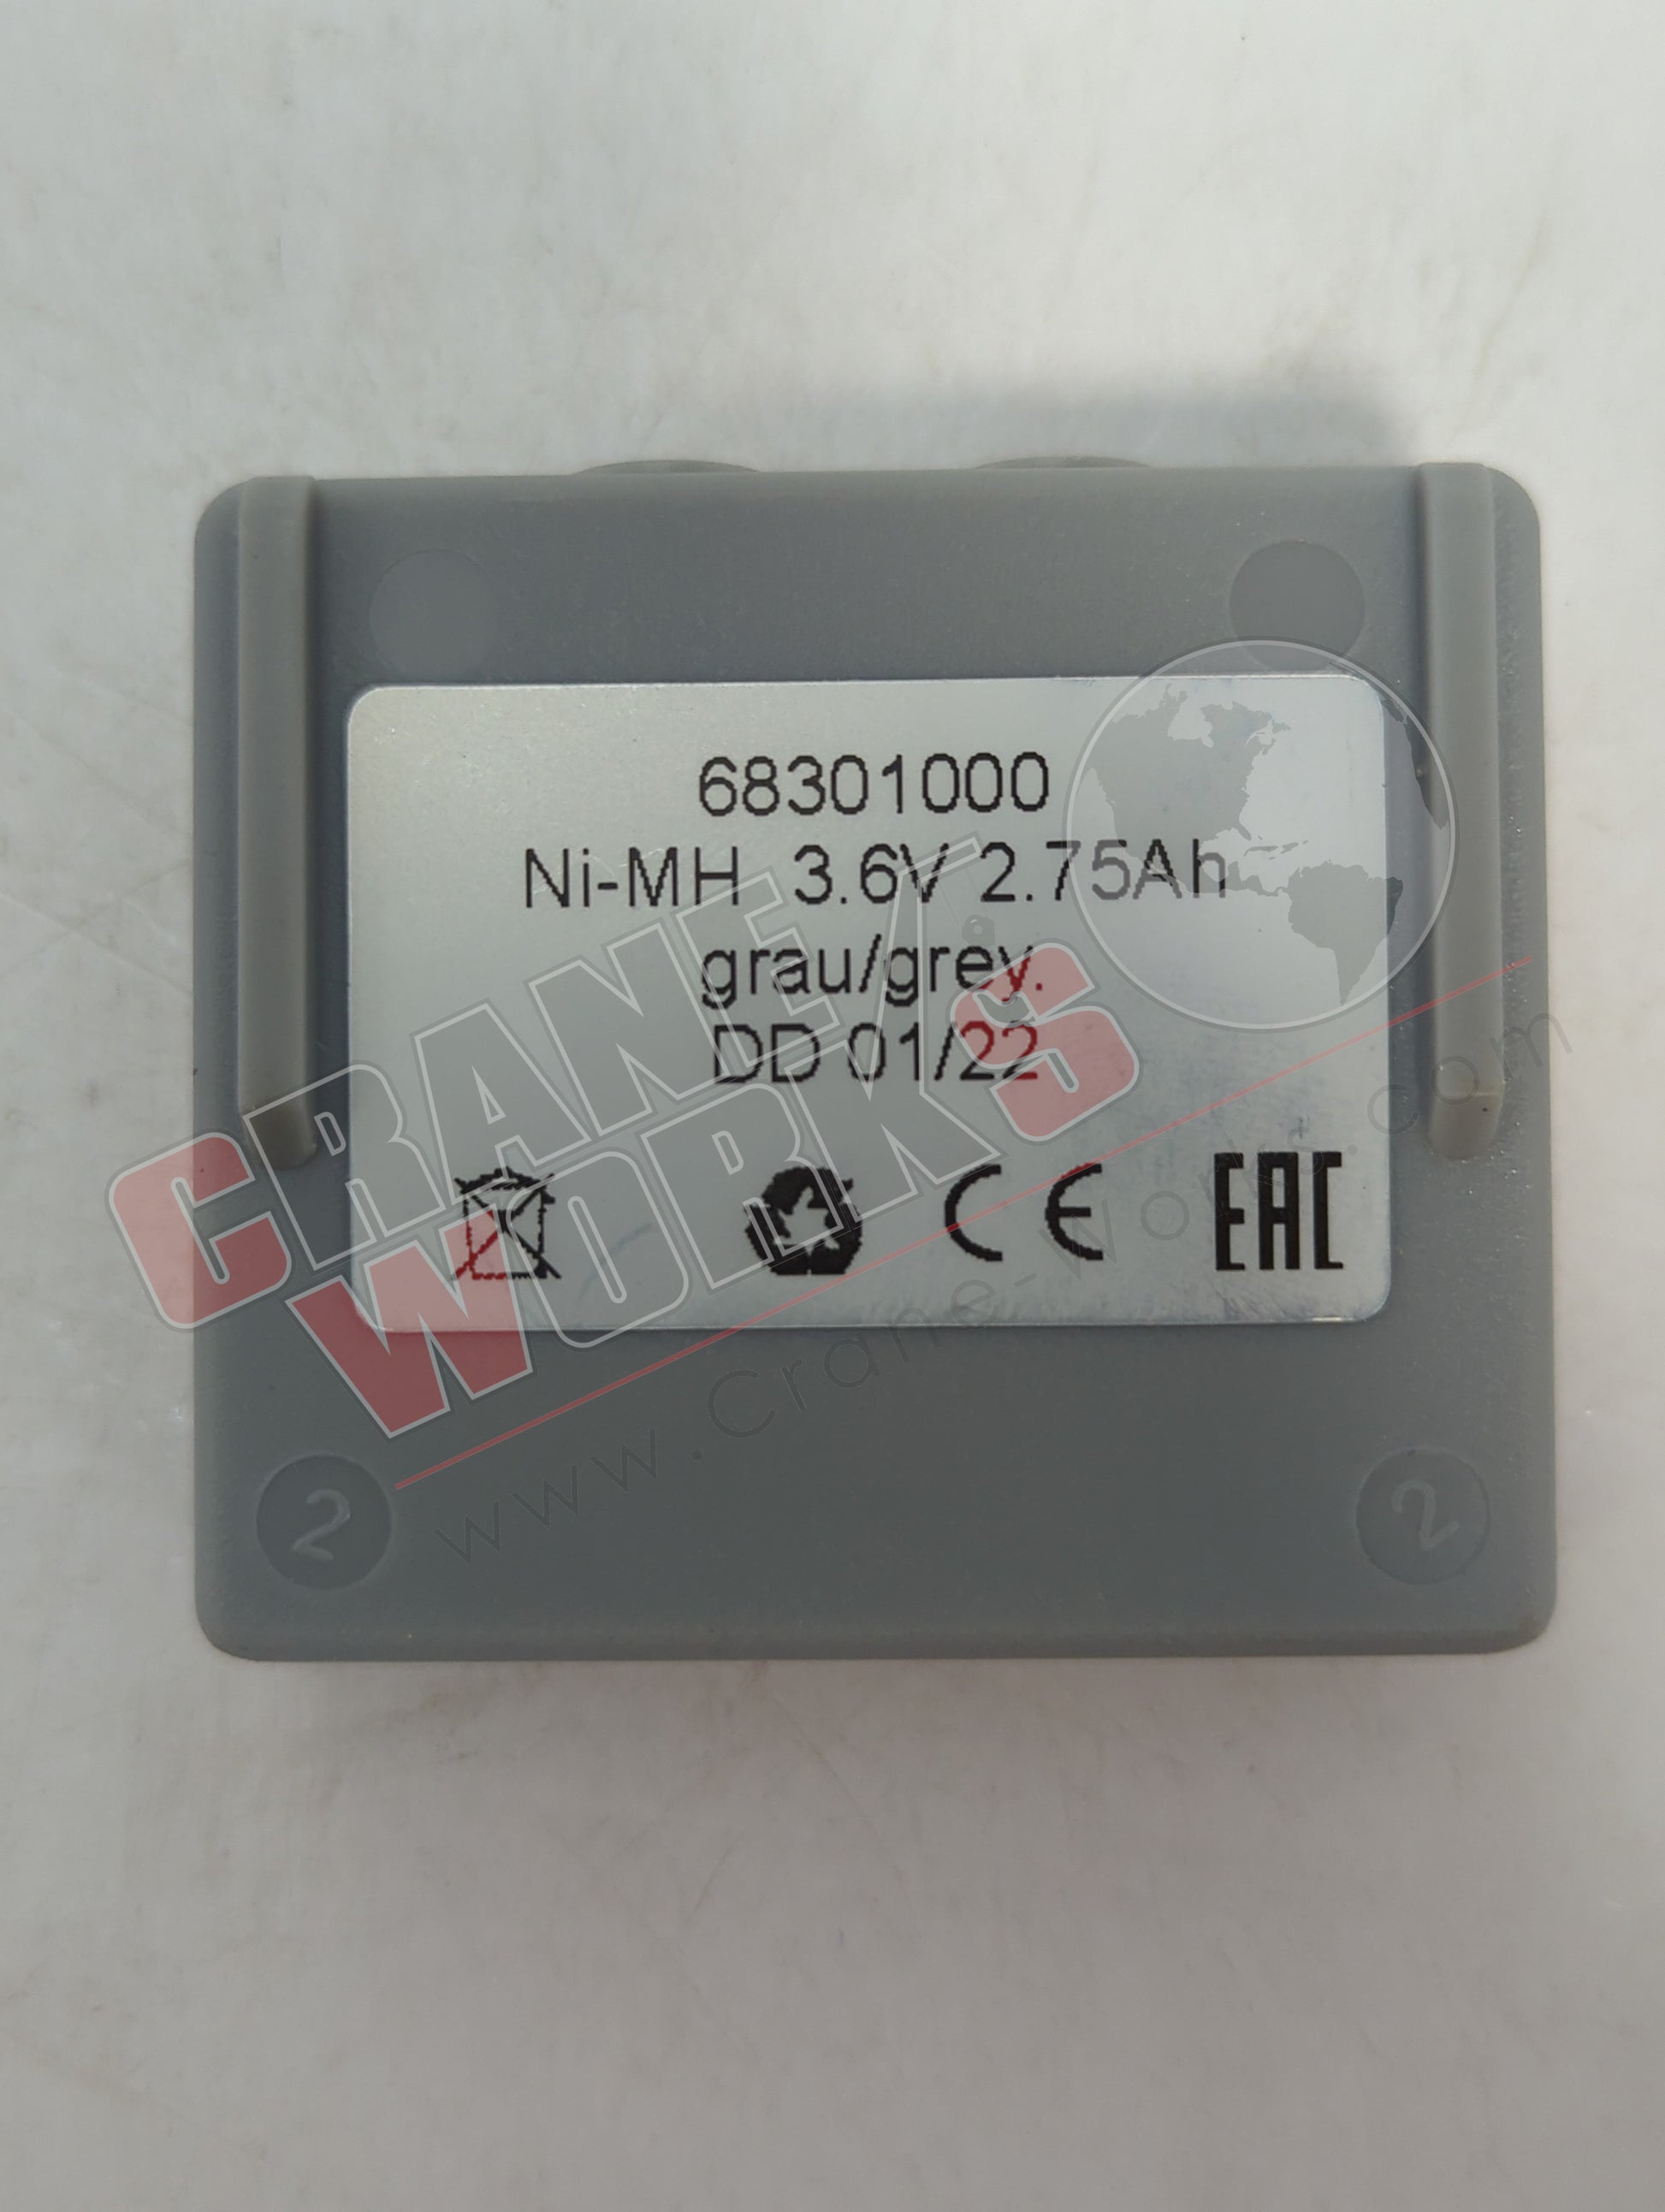 68301000
Ni-MH 3.6V 2.75Ah
grau/grey.
DD 01/22
CE EAC
CRANE
WORKS
www.crane-works.com
2 2